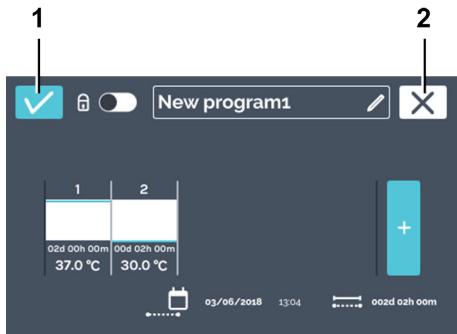 1 2
New program1
1 2
02d 00h 00m 00d 02h 00m
37.0 °C 30.0 °C
+
03/06/2018 13:04 002d 02h 00m